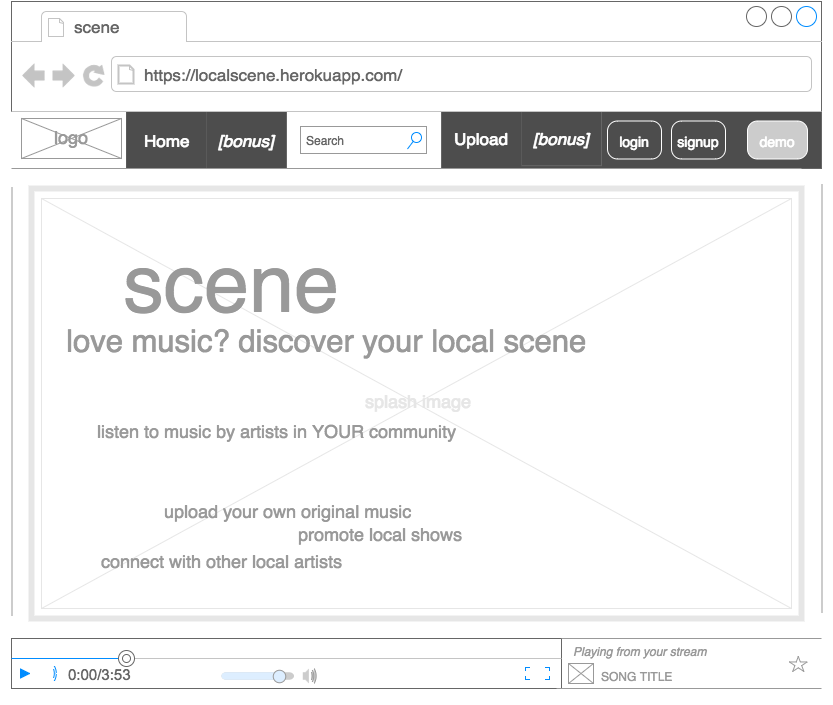 scene
https://localscene.herokuapp.com/
logo
Home
[bonus]
Search
Upload
[bonus]
login
signup
demo
scene
love music? discover your local scene
splash image
listen to music by artists in YOUR community
upload your own original music
promote local shows
connect with other local artists
0:00/3:53
Playing from your stream
SONG TITLE